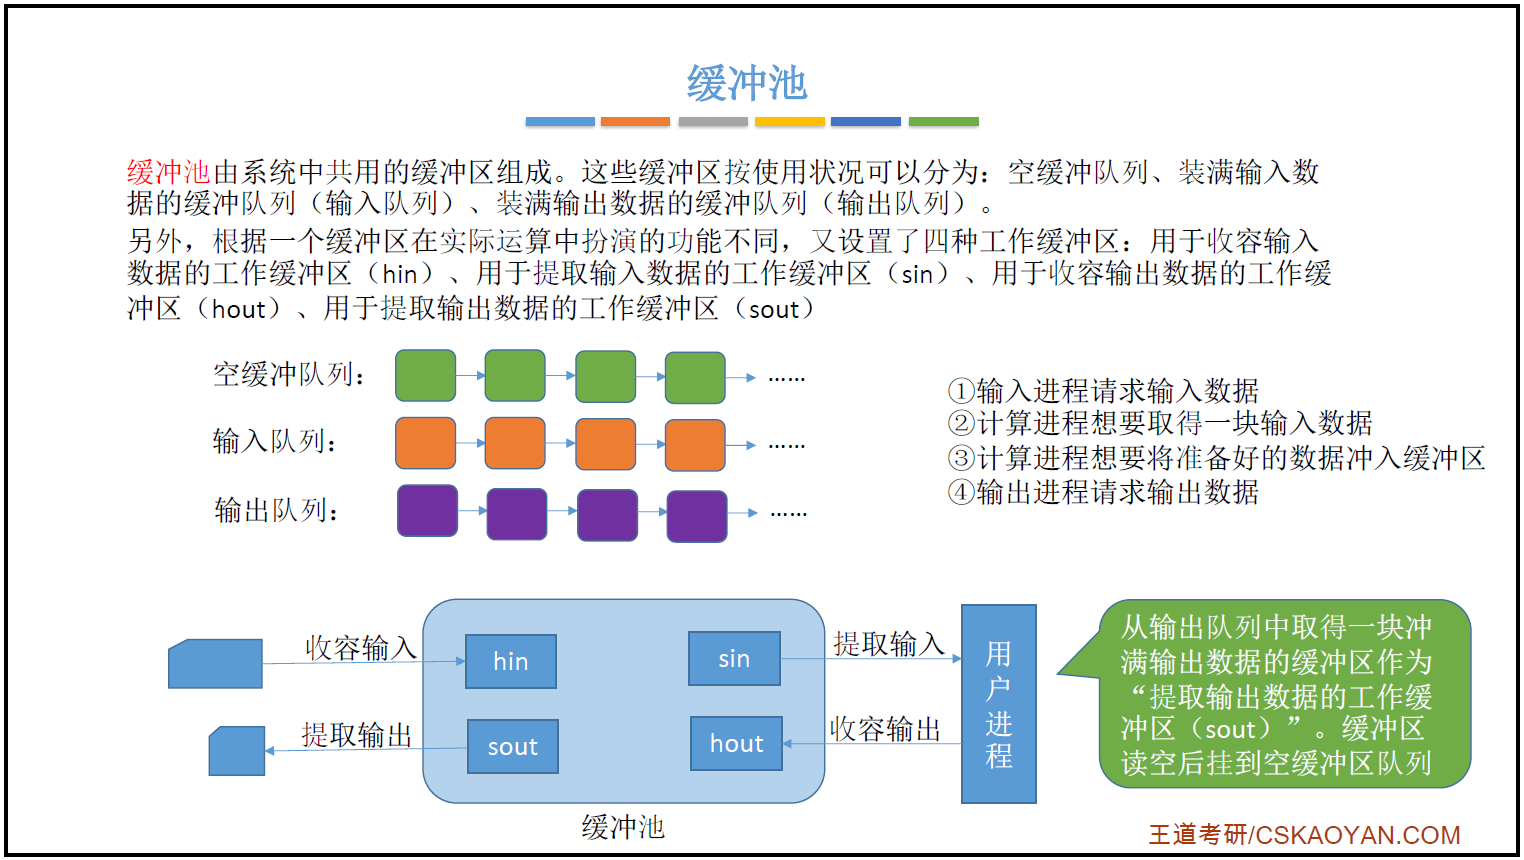 缓冲池
缓冲池由系统中共用的缓冲区组成。这些缓冲区按使用状况可以分为：空缓冲队列、装满输入数
据的缓冲队列（输入队列）、装满输出数据的缓冲队列（输出队列）。
另外，根据一个缓冲区在实际运算中扮演的功能不同，又设置了四种工作缓冲区：用于收容输入
数据的工作缓冲区（hin）、用于提取输入数据的工作缓冲区（sin）、用于收容输出数据的工作缓
冲区（hout）、用于提取输出数据的工作缓冲区（sout）
空缓冲队列：
……
输入队列：
……
输出队列：
……
①输入进程请求输入数据
②计算进程想要取得一块输入数据
③计算进程想要将准备好的数据冲入缓冲区
④输出进程请求输出数据
收容输入
hin
sin
提取输入
提取输出
sout
hout
收容输出
用户进程
缓冲池
从输出队列中取得一块冲
满输出数据的缓冲区作为
“提取输出数据的工作缓
冲区（sout）”。缓冲区
读空后挂到空缓冲区队列
王道考研/CSKAOYAN.COM